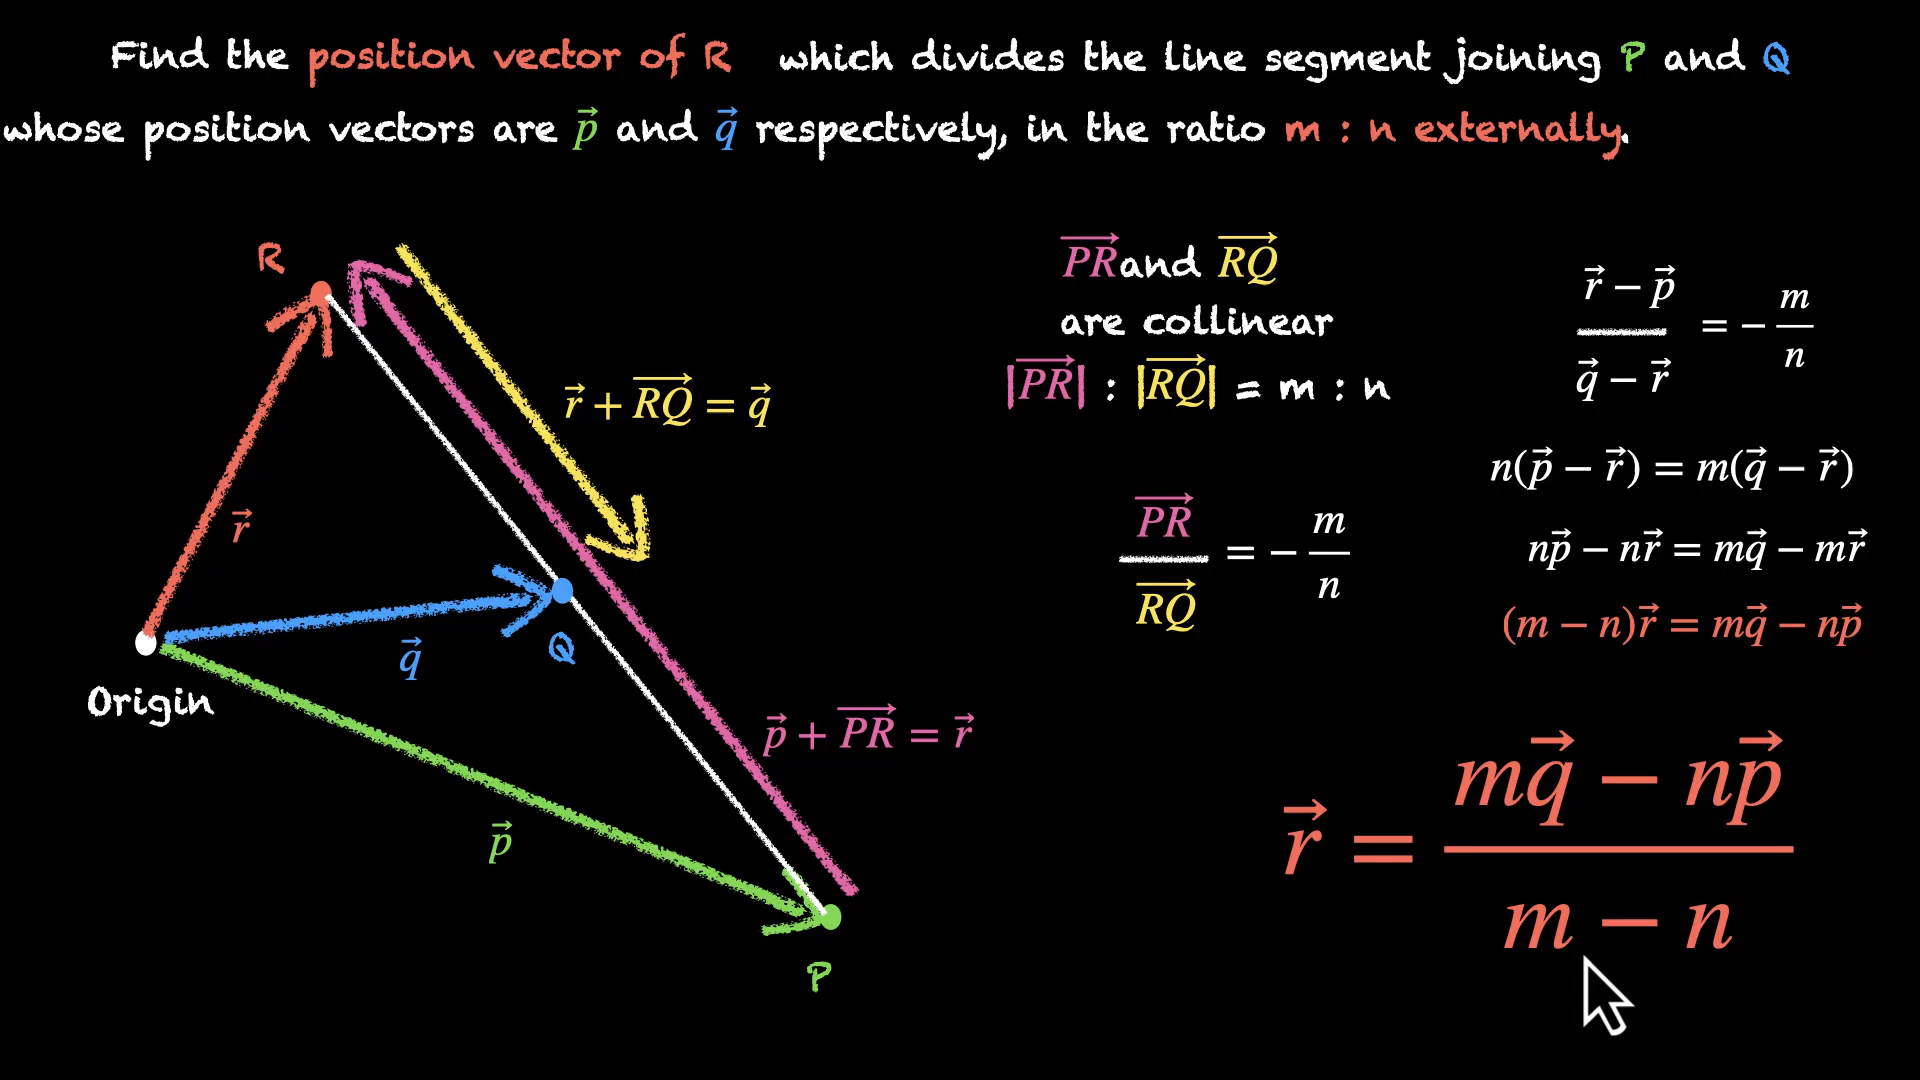 Find the position vector of R which divides the line segment joining P and Q
whose position vectors are p⃗ and q⃗ respectively, in the ratio m : n externally.
R
r⃗ + RQ⃗ = q⃗
r⃗
q⃗
Q
Origin
p⃗ + PR⃗ = r⃗
p⃗
P
PR⃗ and RQ⃗
are collinear
|PR⃗| : |RQ⃗| = m : n
PR⃗ / RQ⃗ = − m / n
(r⃗ − p⃗) / (q⃗ − r⃗) = − m / n
n(p⃗ − r⃗) = m(q⃗ − r⃗)
np⃗ − nr⃗ = mq⃗ − mr⃗
(m − n)r⃗ = mq⃗ − np⃗
r⃗ = (mq⃗ − np⃗) / (m − n)